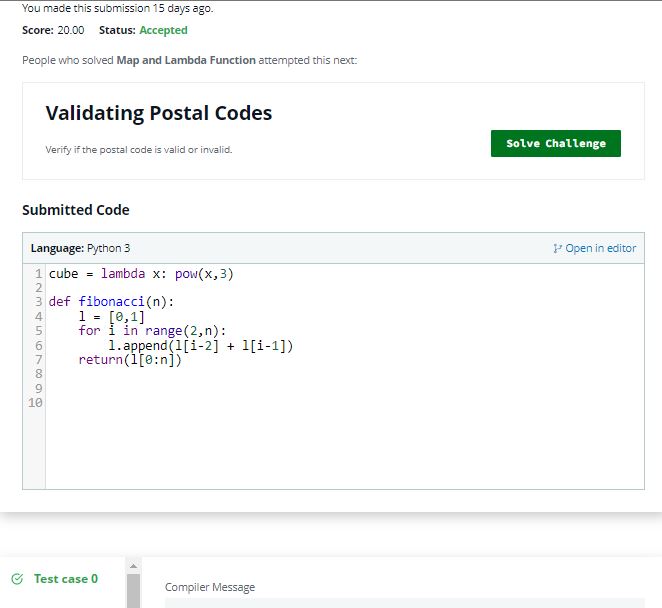 You made this submission 15 days ago.
Score: 20.00 Status: Accepted
People who solved Map and Lambda Function attempted this next:
Validating Postal Codes
Verify if the postal code is valid or invalid.
Solve Challenge
Submitted Code
Language: Python 3
Open in editor
1 cube = lambda x: pow(x,3)
2
3 def fibonacci(n):
4     l = [0,1]
5     for i in range(2,n):
6         l.append(l[i-2] + l[i-1])
7     return(l[0:n])
8
9
10
Test case 0
Compiler Message